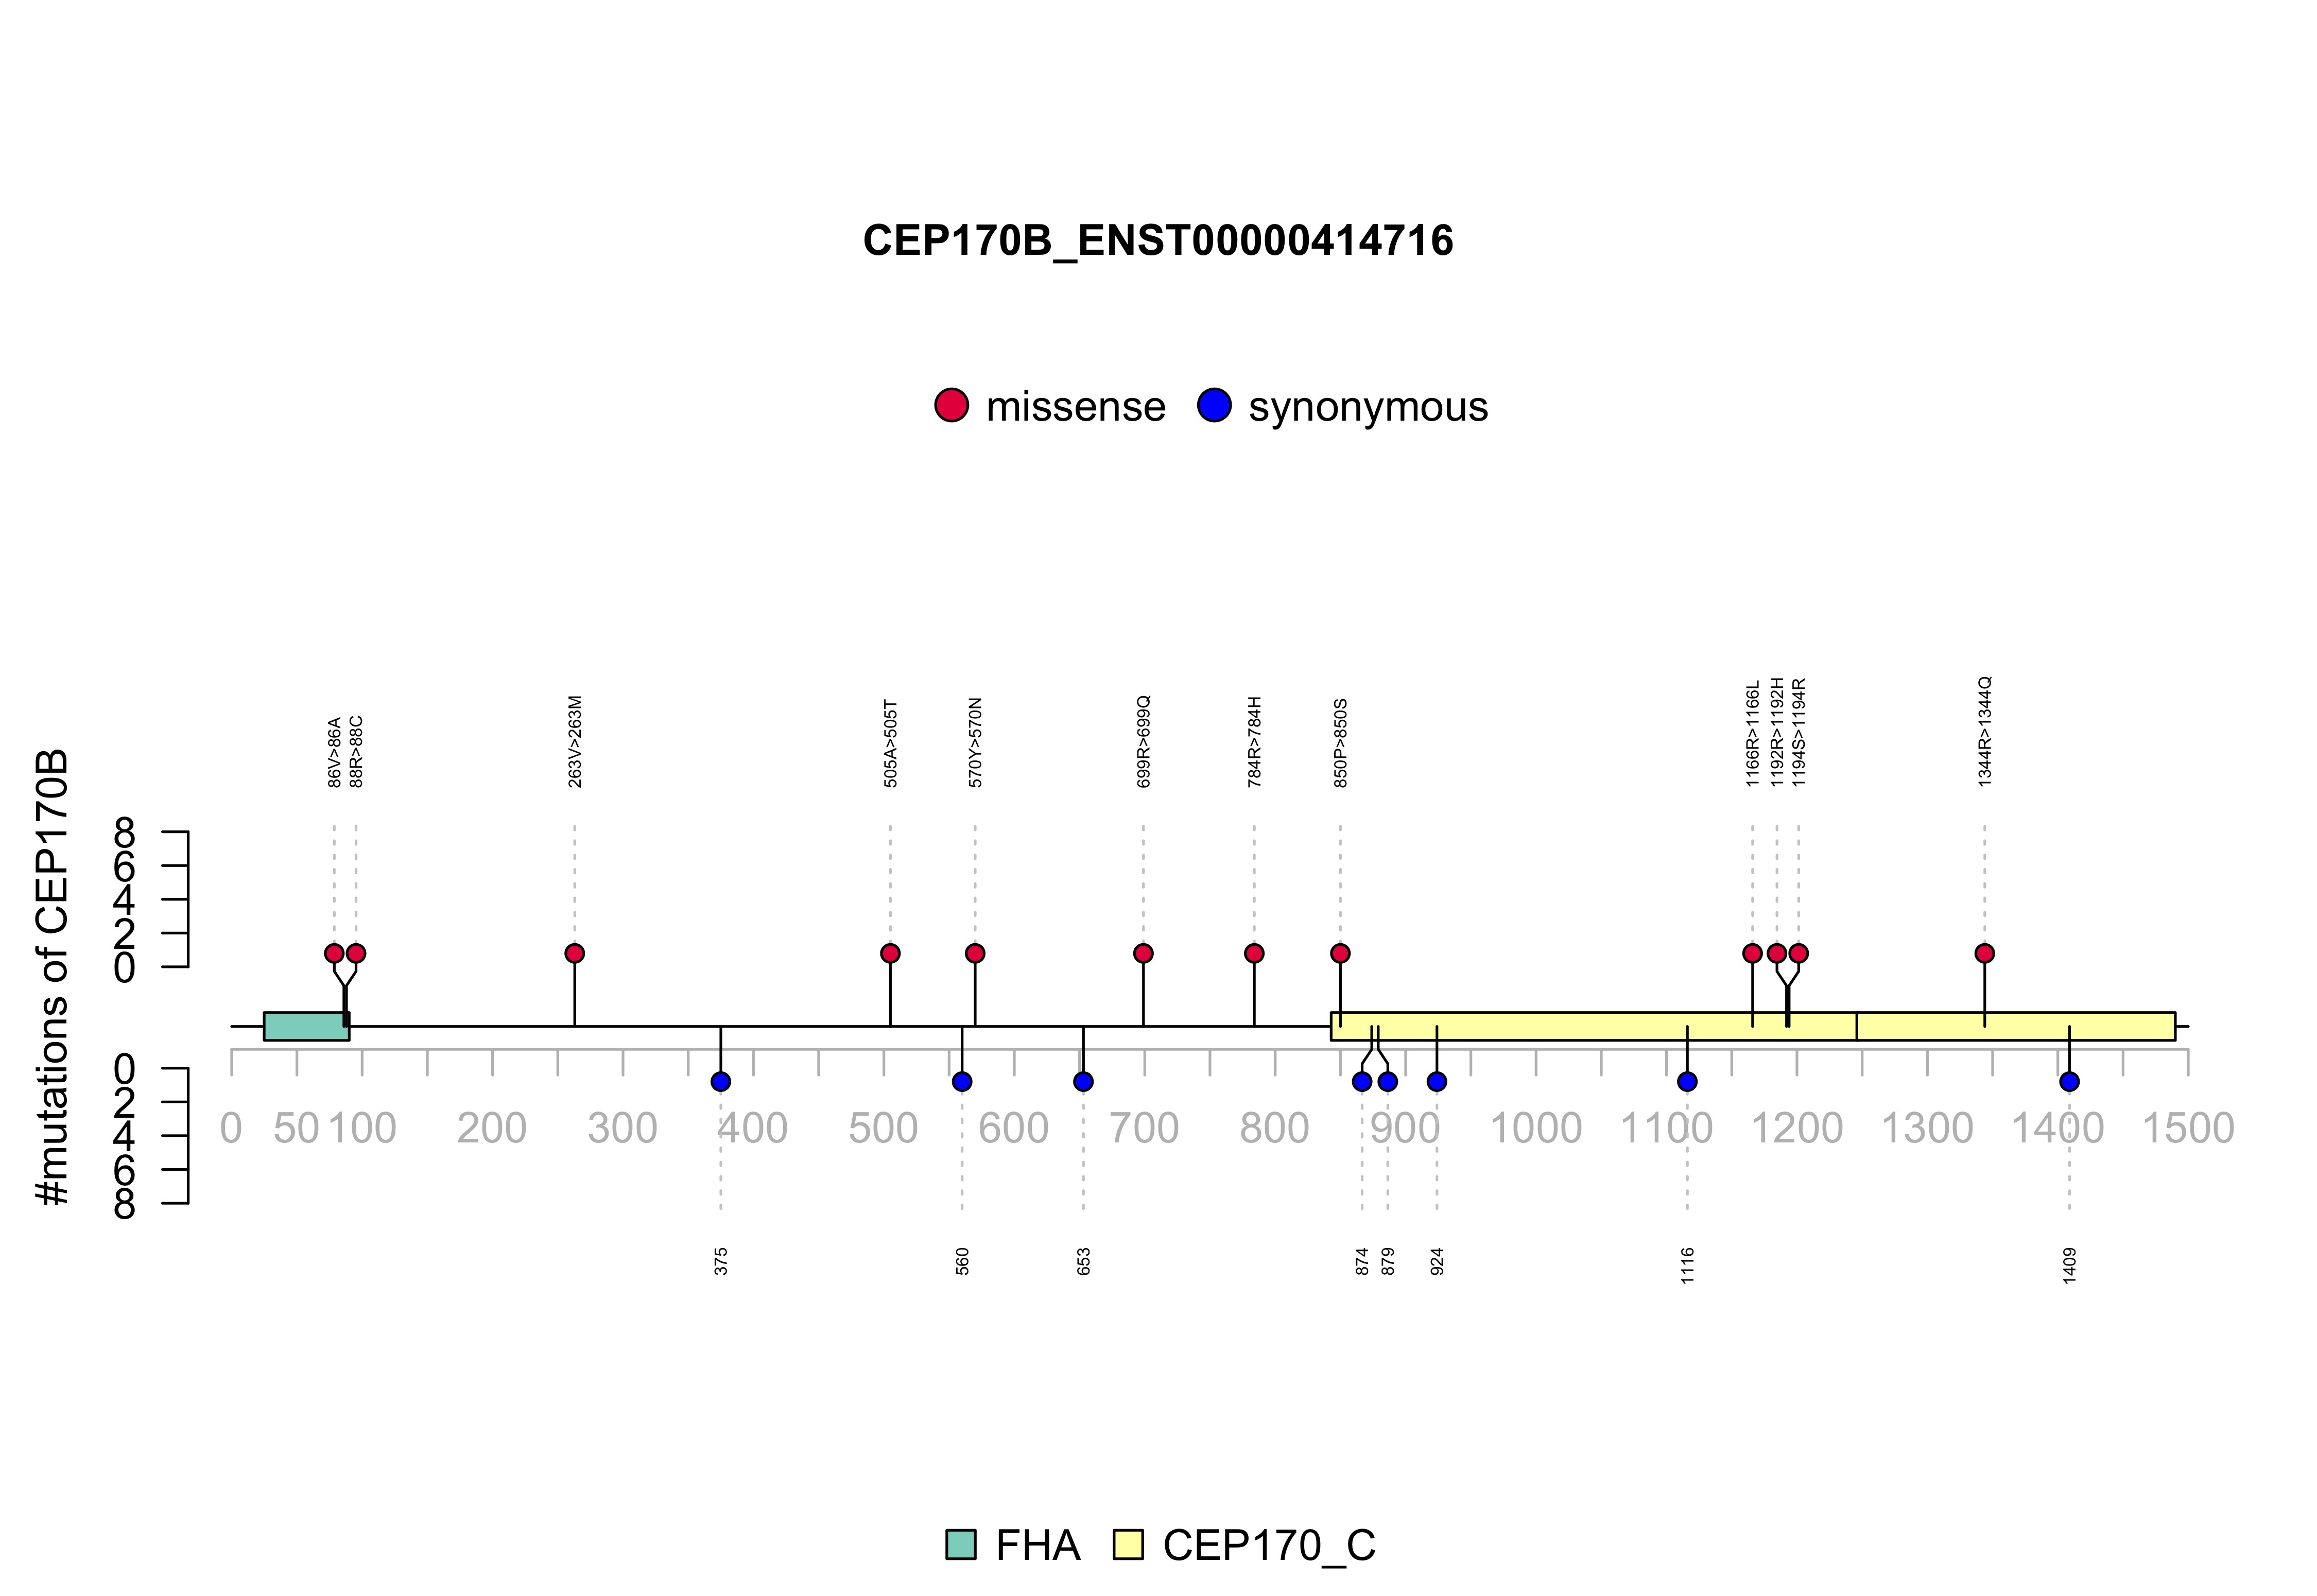 CEP170B_ENST00000414716
missense synonymous
86V>86A
88R>88C
263V>263M
505A>505T
570Y>570N
699R>699Q
784R>784H
850P>850S
1166R>1166L
1192R>1192H
1194S>1194R
1344R>1344Q
#mutations of CEP170B
8
6
4
2
0
0
2
4
6
8
0 50 100 200 300 400 500 600 700 800 900 1000 1100 1200 1300 1400 1500
375
560
653
874
879
924
1116
1409
FHA CEP170_C